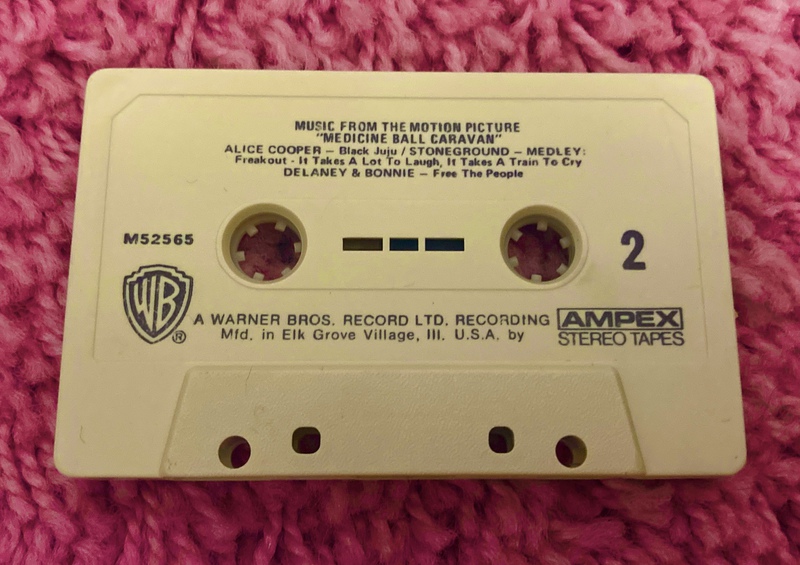 MUSIC FROM THE MOTION PICTURE
"MEDICINE BALL CARAVAN"
ALICE COOPER – Black Juju / STONEGROUND – MEDLEY:
Freakout - It Takes A Lot To Laugh, It Takes A Train To Cry
DELANEY & BONNIE – Free The People
M52565
2
WB ®
A WARNER BROS. RECORD LTD. RECORDING
Mfd. in Elk Grove Village, Ill. U.S.A. by
AMPEX
STEREO TAPES